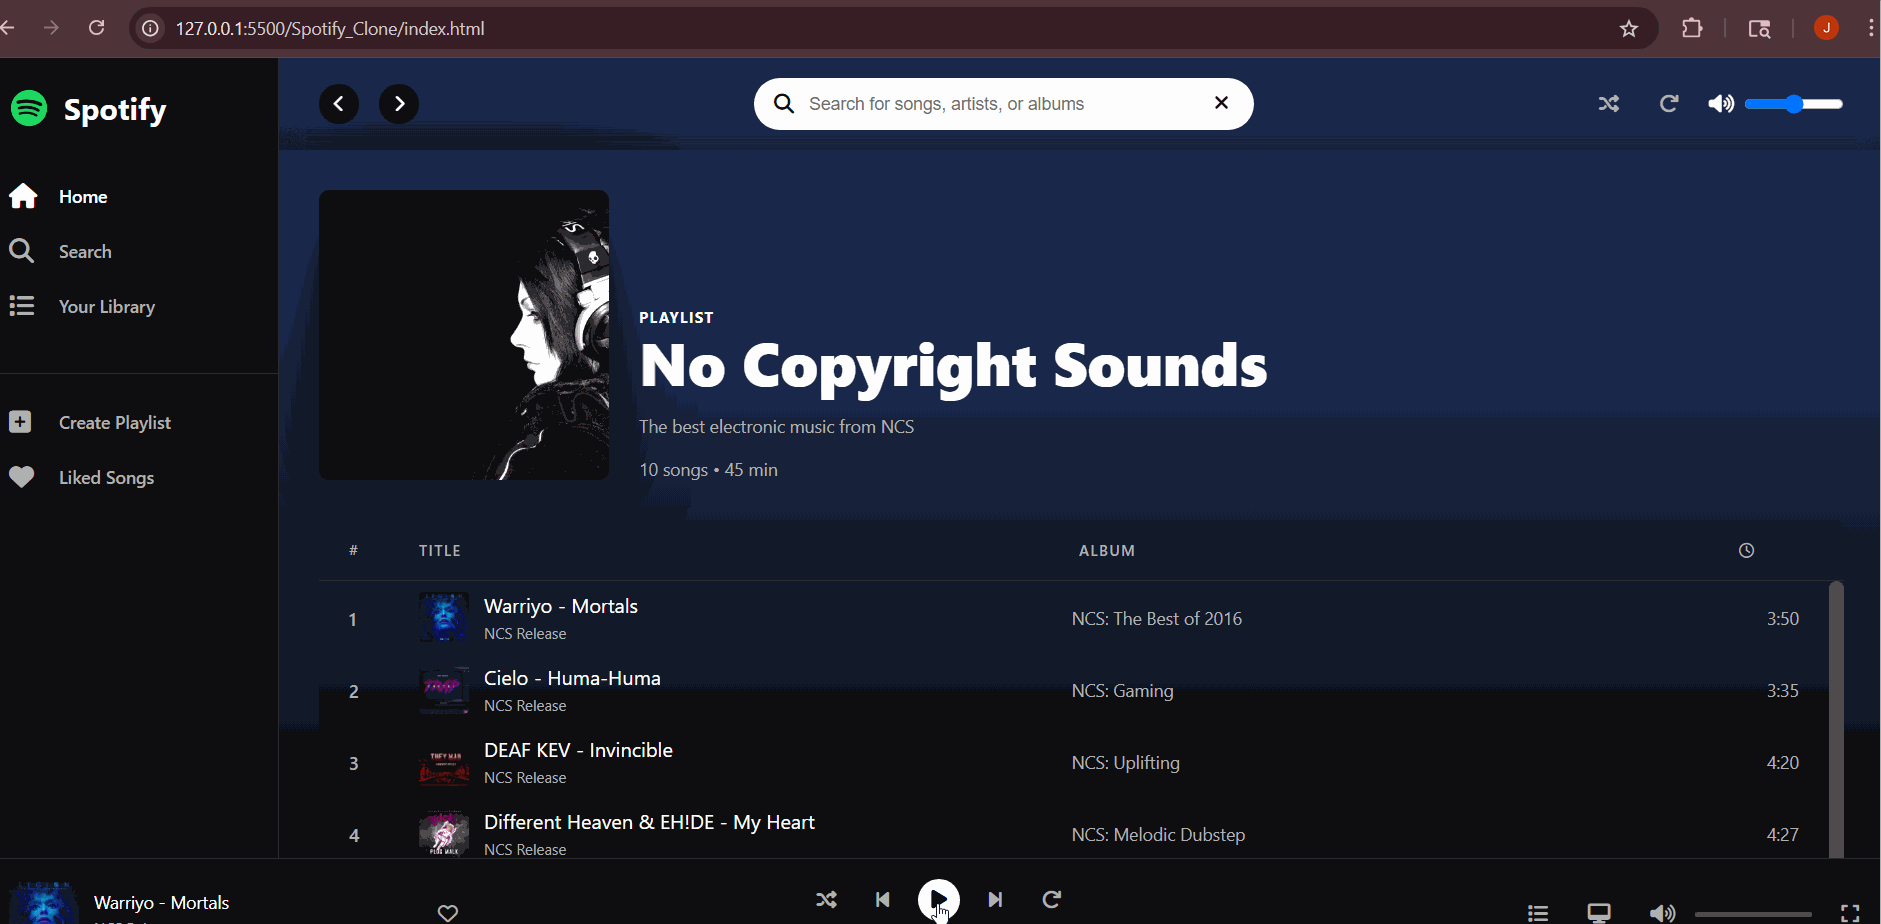 127.0.0.1:5500/Spotify_Clone/index.html
J
Spotify
Search for songs, artists, or albums
Home
Search
Your Library
Create Playlist
Liked Songs
PLAYLIST
No Copyright Sounds
The best electronic music from NCS
10 songs • 45 min
# TITLE ALBUM
1 Warriyo - Mortals NCS: The Best of 2016 3:50
NCS Release
2 Cielo - Huma-Huma NCS: Gaming 3:35
NCS Release
3 DEAF KEV - Invincible NCS: Uplifting 4:20
NCS Release
4 Different Heaven & EH!DE - My Heart NCS: Melodic Dubstep 4:27
NCS Release
Warriyo - Mortals